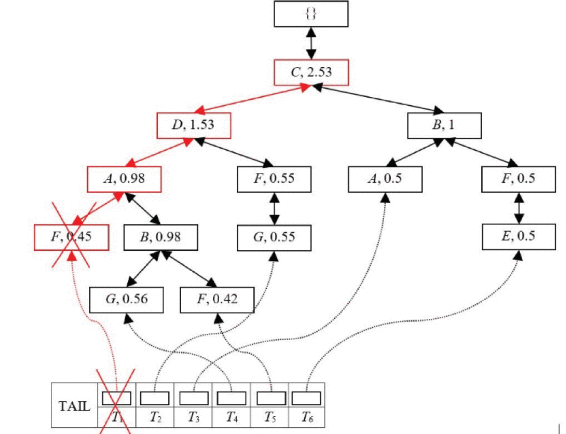 {}
C, 2.53
D, 1.53
B, 1
A, 0.98
F, 0.55
A, 0.5
F, 0.5
F, 0.45
B, 0.98
G, 0.55
E, 0.5
G, 0.56
F, 0.42
TAIL
T1 T2 T3 T4 T5 T6